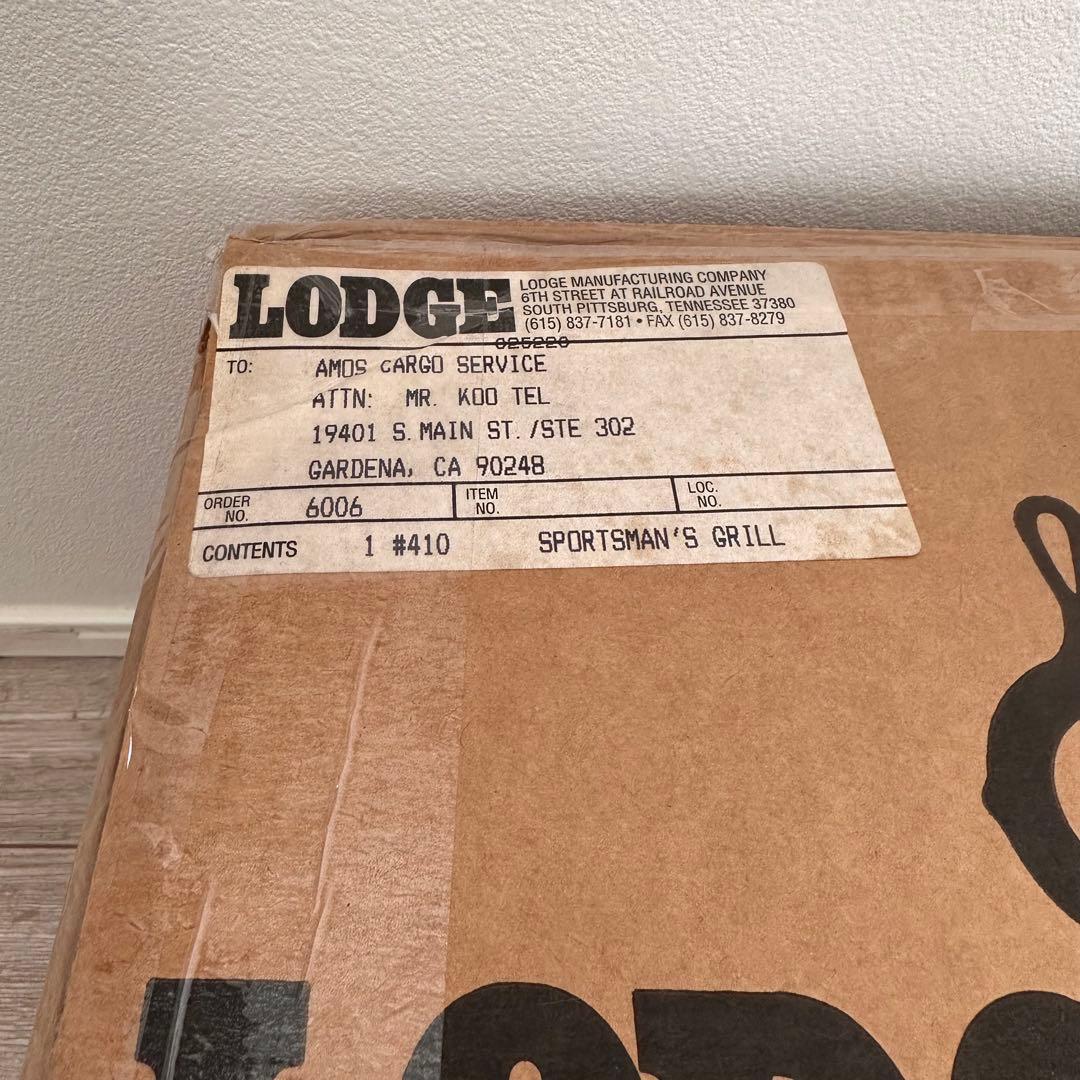 LODGE
LODGE MANUFACTURING COMPANY
6TH STREET AT RAILROAD AVENUE
SOUTH PITTSBURG, TENNESSEE 37380
(615) 837-7181 • FAX (615) 837-8279
025220
TO: AMOS CARGO SERVICE
ATTN: MR. KOO TEL
19401 S. MAIN ST. /STE 302
GARDENA, CA 90248
ORDER NO. 6006 ITEM NO. LOC. NO.
CONTENTS 1 #410 SPORTSMAN'S GRILL